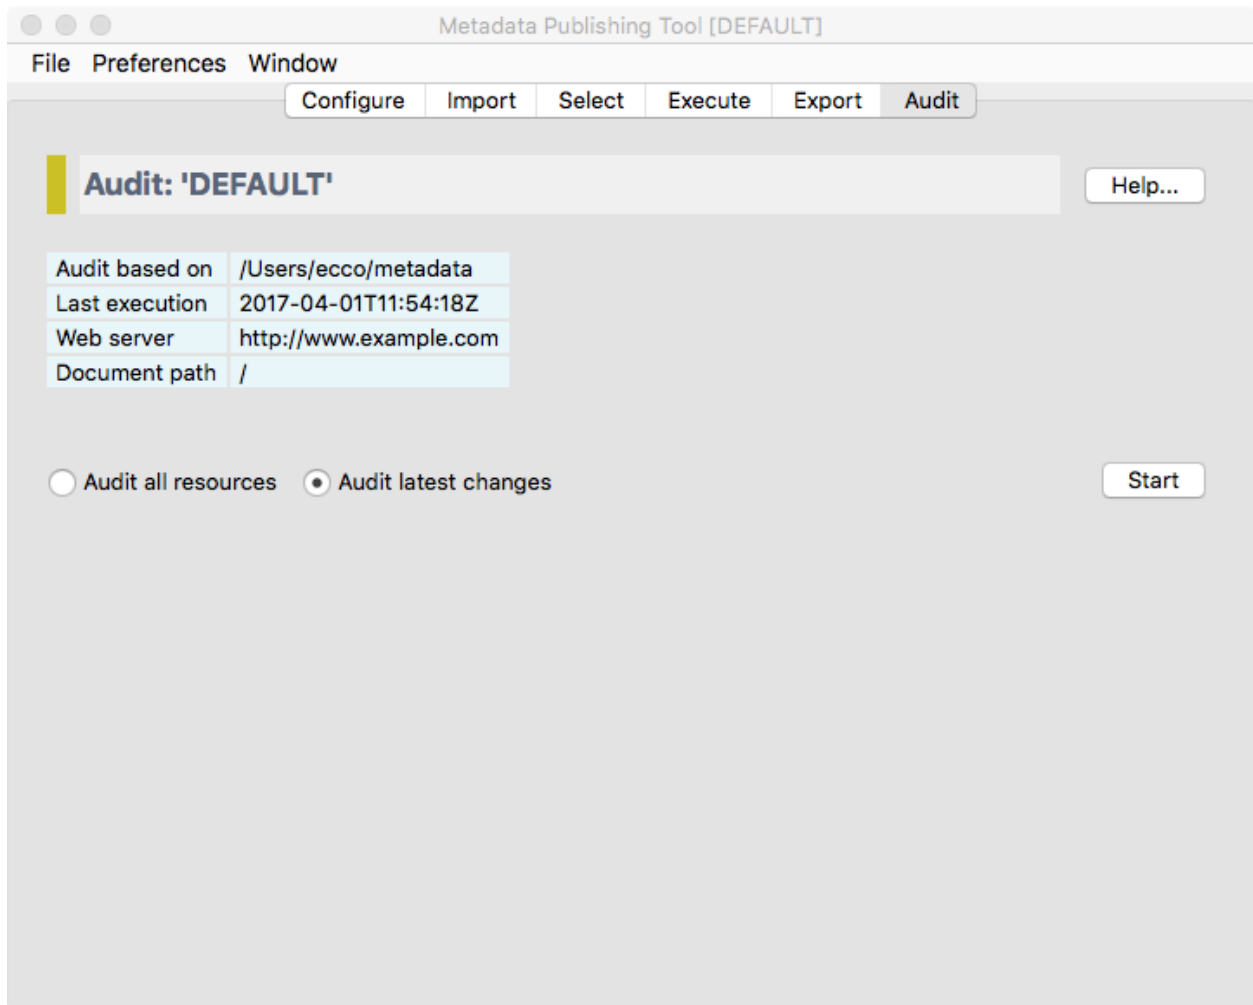 Metadata Publishing Tool [DEFAULT]
File Preferences Window
Configure Import Select Execute Export Audit
Audit: 'DEFAULT'
Help...
Audit based on /Users/ecco/metadata
Last execution 2017-04-01T11:54:18Z
Web server http://www.example.com
Document path /
Audit all resources Audit latest changes Start